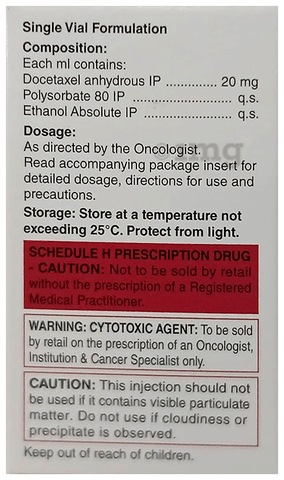 Single Vial Formulation
Composition:
Each ml contains:
Docetaxel anhydrous IP .............. 20 mg
Polysorbate 80 IP ........................ q.s.
Ethanol Absolute IP .................... q.s.
Dosage:
As directed by the Oncologist.
Read accompanying package insert for
detailed dosage, directions for use and
precautions.
Storage: Store at a temperature not
exceeding 25°C. Protect from light.
SCHEDULE H PRESCRIPTION DRUG
- CAUTION: Not to be sold by retail
without the prescription of a Registered
Medical Practitioner.
WARNING: CYTOTOXIC AGENT: To be sold
by retail on the prescription of an Oncologist,
Institution & Cancer Specialist only.
CAUTION: This injection should not
be used if it contains visible particulate
matter. Do not use if cloudiness or
precipitate is observed.
Keep out of reach of children.